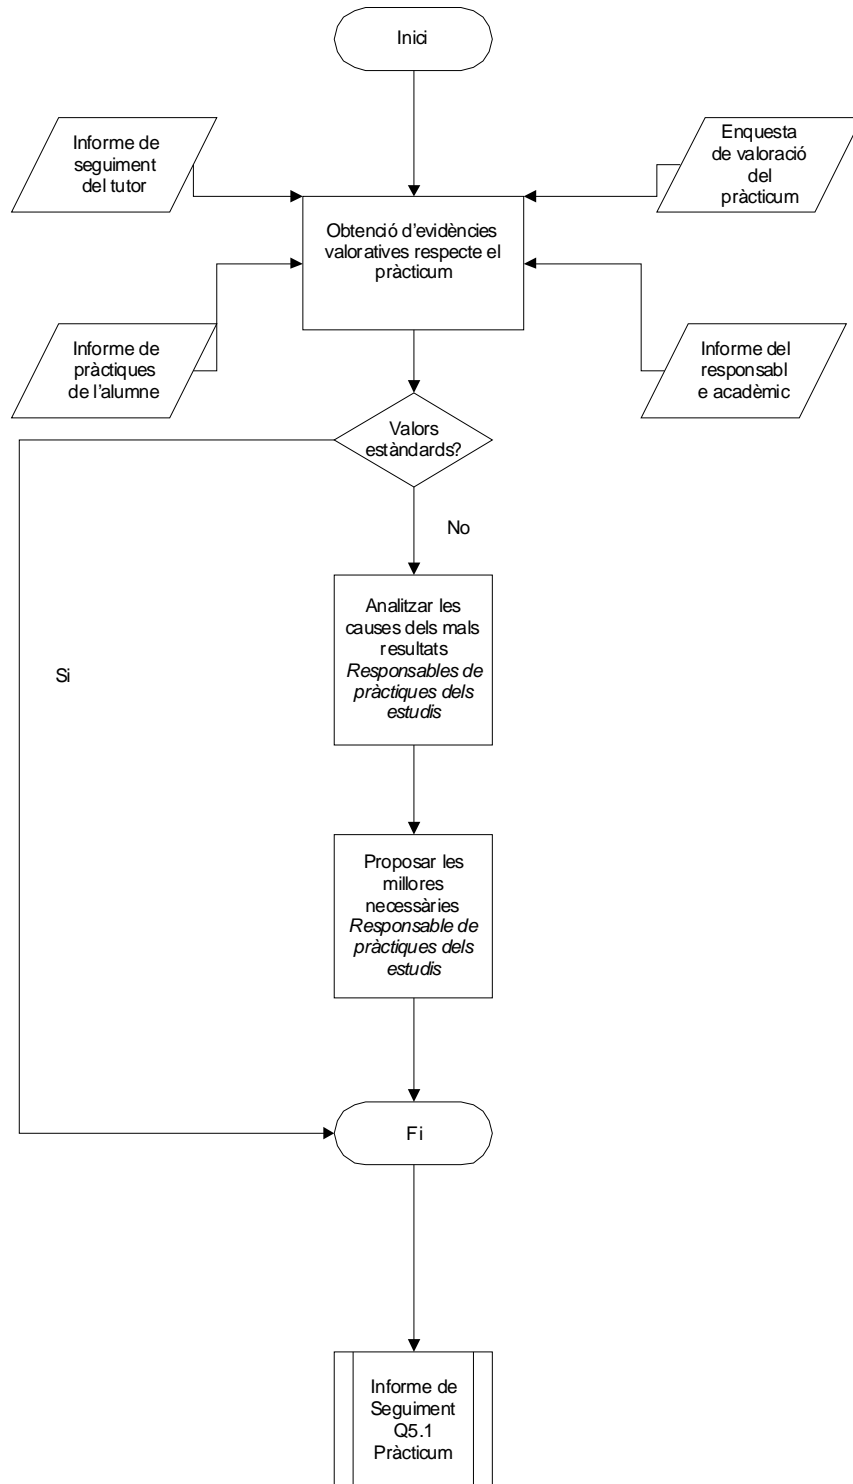 Inici
Informe de
seguiment
del tutor
Enquesta
de valoració
del
pràcticum
Obtenció d'evidències
valoratives respecte el
pràcticum
Informe de
pràctiques
de l'alumne
Informe del
responsabl
e acadèmic
Valors
estàndards?
No
Analitzar les
causes dels mals
resultats
Responsables de
pràctiques dels
estudis
Si
Proposar les
millores
necessàries
Responsable de
pràctiques dels
estudis
Fi
Informe de
Seguiment
Q5.1
Pràcticum